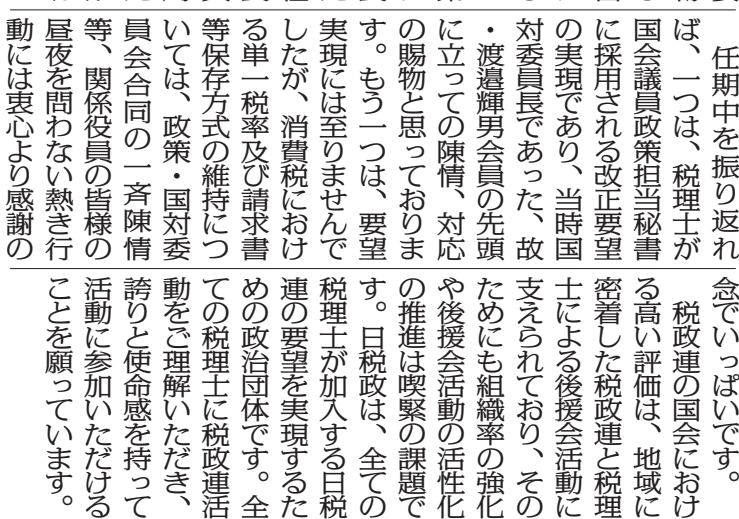 任期中を振り返れ
ば、一つは、税理士が
国会議員政策担当秘書
に採用される改正要望
の実現であり、当時国
対委員長であった、故
・渡邉輝男会員の先頭
に立っての陳情、対応
の賜物と思っておりま
す。もう一つは、要望
実現には至りませんで
したが、消費税におけ
る単一税率及び請求書
等保存方式の維持につ
いては、政策・国対委
員会合同の一斉陳情
等、関係役員の皆様の
昼夜を問わない熱き行
動には衷心より感謝の
念でいっぱいです。
税政連の国会におけ
る高い評価は、地域に
密着した税政連と税理
士による後援会活動に
支えられており、その
ためにも組織率の強化
や後援会活動の活性化
の推進は喫緊の課題で
す。日税政は、全ての
税理士が加入する日税
連の要望を実現するた
めの政治団体です。全
ての税理士に税政連活
動をご理解いただき、
誇りと使命感を持って
活動に参加いただける
ことを願っています。